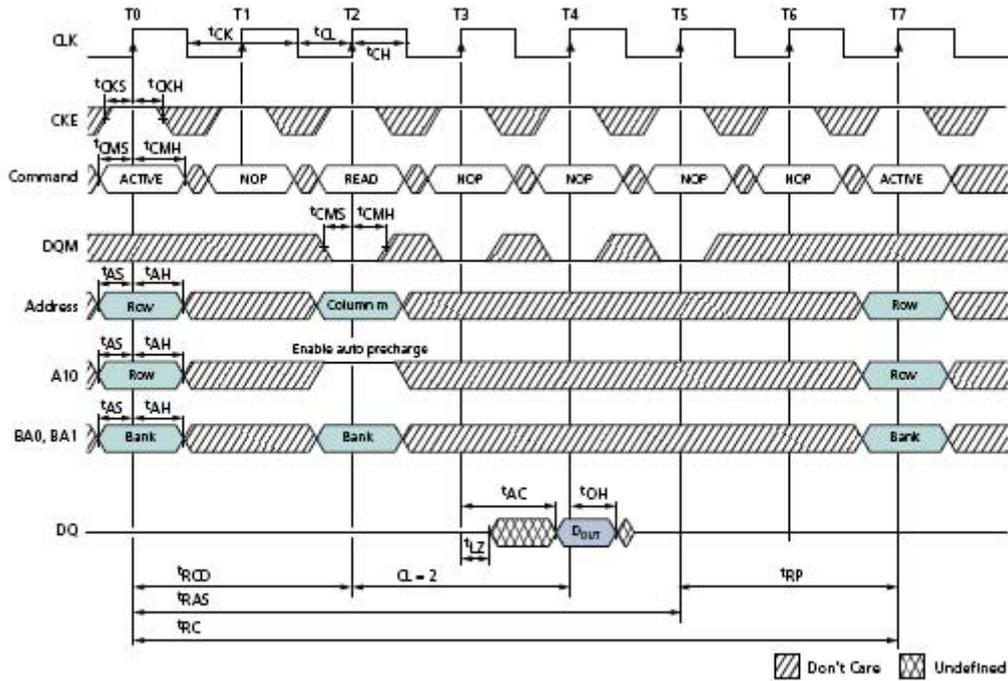 T0 T1 T2 T3 T4 T5 T6 T7
CLK tCK tCL tCH
tCKS tCKH
CKE
tCMS tCMH
Command ACTIVE NOP READ NOP NOP NOP NOP ACTIVE
tCMS tCMH
DQM
tAS tAH
Address Row Column m Row
tAS tAH Enable auto precharge
A10 Row Row
tAS tAH
BA0, BA1 Bank Bank Bank
tAC tOH
DQ DOUT
tLZ
tRCD CL = 2 tRP
tRAS
tRC
Don't Care Undefined